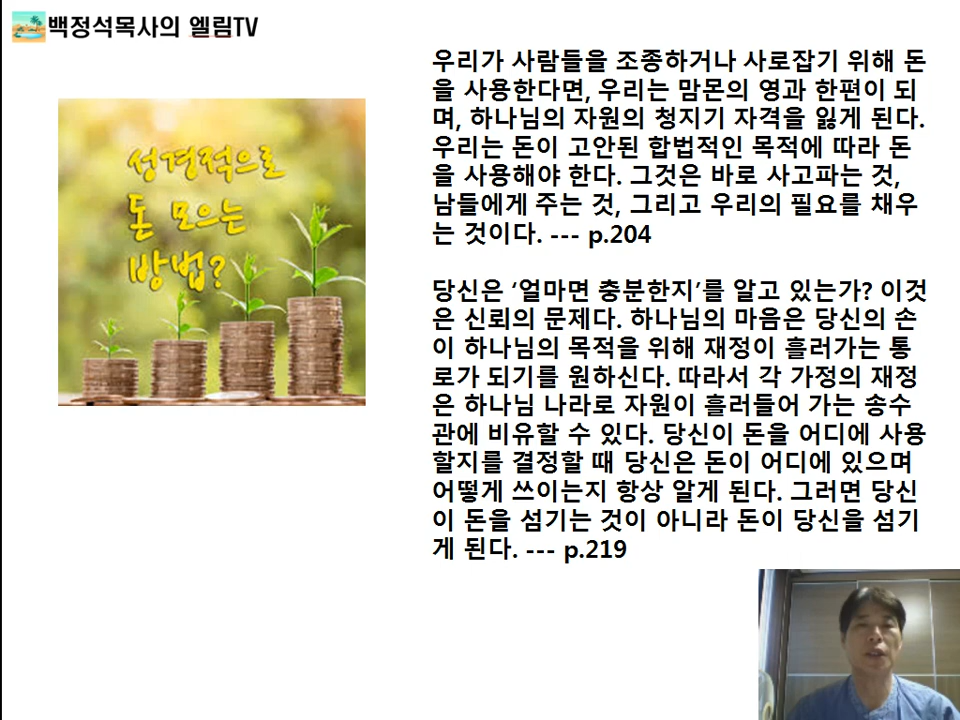 백정석목사의 엘림TV
성경적으로
돈 모으는
방법?
우리가 사람들을 조종하거나 사로잡기 위해 돈
을 사용한다면, 우리는 맘몬의 영과 한편이 되
며, 하나님의 자원의 청지기 자격을 잃게 된다.
우리는 돈이 고안된 합법적인 목적에 따라 돈
을 사용해야 한다. 그것은 바로 사고파는 것,
남들에게 주는 것, 그리고 우리의 필요를 채우
는 것이다. --- p.204
당신은 ‘얼마면 충분한지’를 알고 있는가? 이것
은 신뢰의 문제다. 하나님의 마음은 당신의 손
이 하나님의 목적을 위해 재정이 흘러가는 통
로가 되기를 원하신다. 따라서 각 가정의 재정
은 하나님 나라로 자원이 흘러들어 가는 송수
관에 비유할 수 있다. 당신이 돈을 어디에 사용
할지를 결정할 때 당신은 돈이 어디에 있으며
어떻게 쓰이는지 항상 알게 된다. 그러면 당신
이 돈을 섬기는 것이 아니라 돈이 당신을 섬기
게 된다. --- p.219